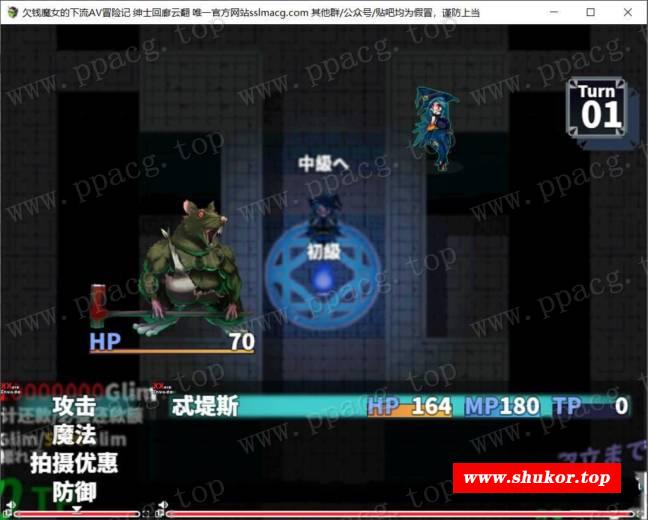 欠钱魔女的下流AV冒险记 绅士回廊云翻 唯一官方网站sslmacg.com 其他群/公众号/贴吧均为假冒，谨防上当
www.ppacg.top
Turn
01
中級へ
初級
HP 70
忒堤斯 HP 164 MP 180 TP 0
攻击
魔法
拍摄优惠
防御
www.shukor.top